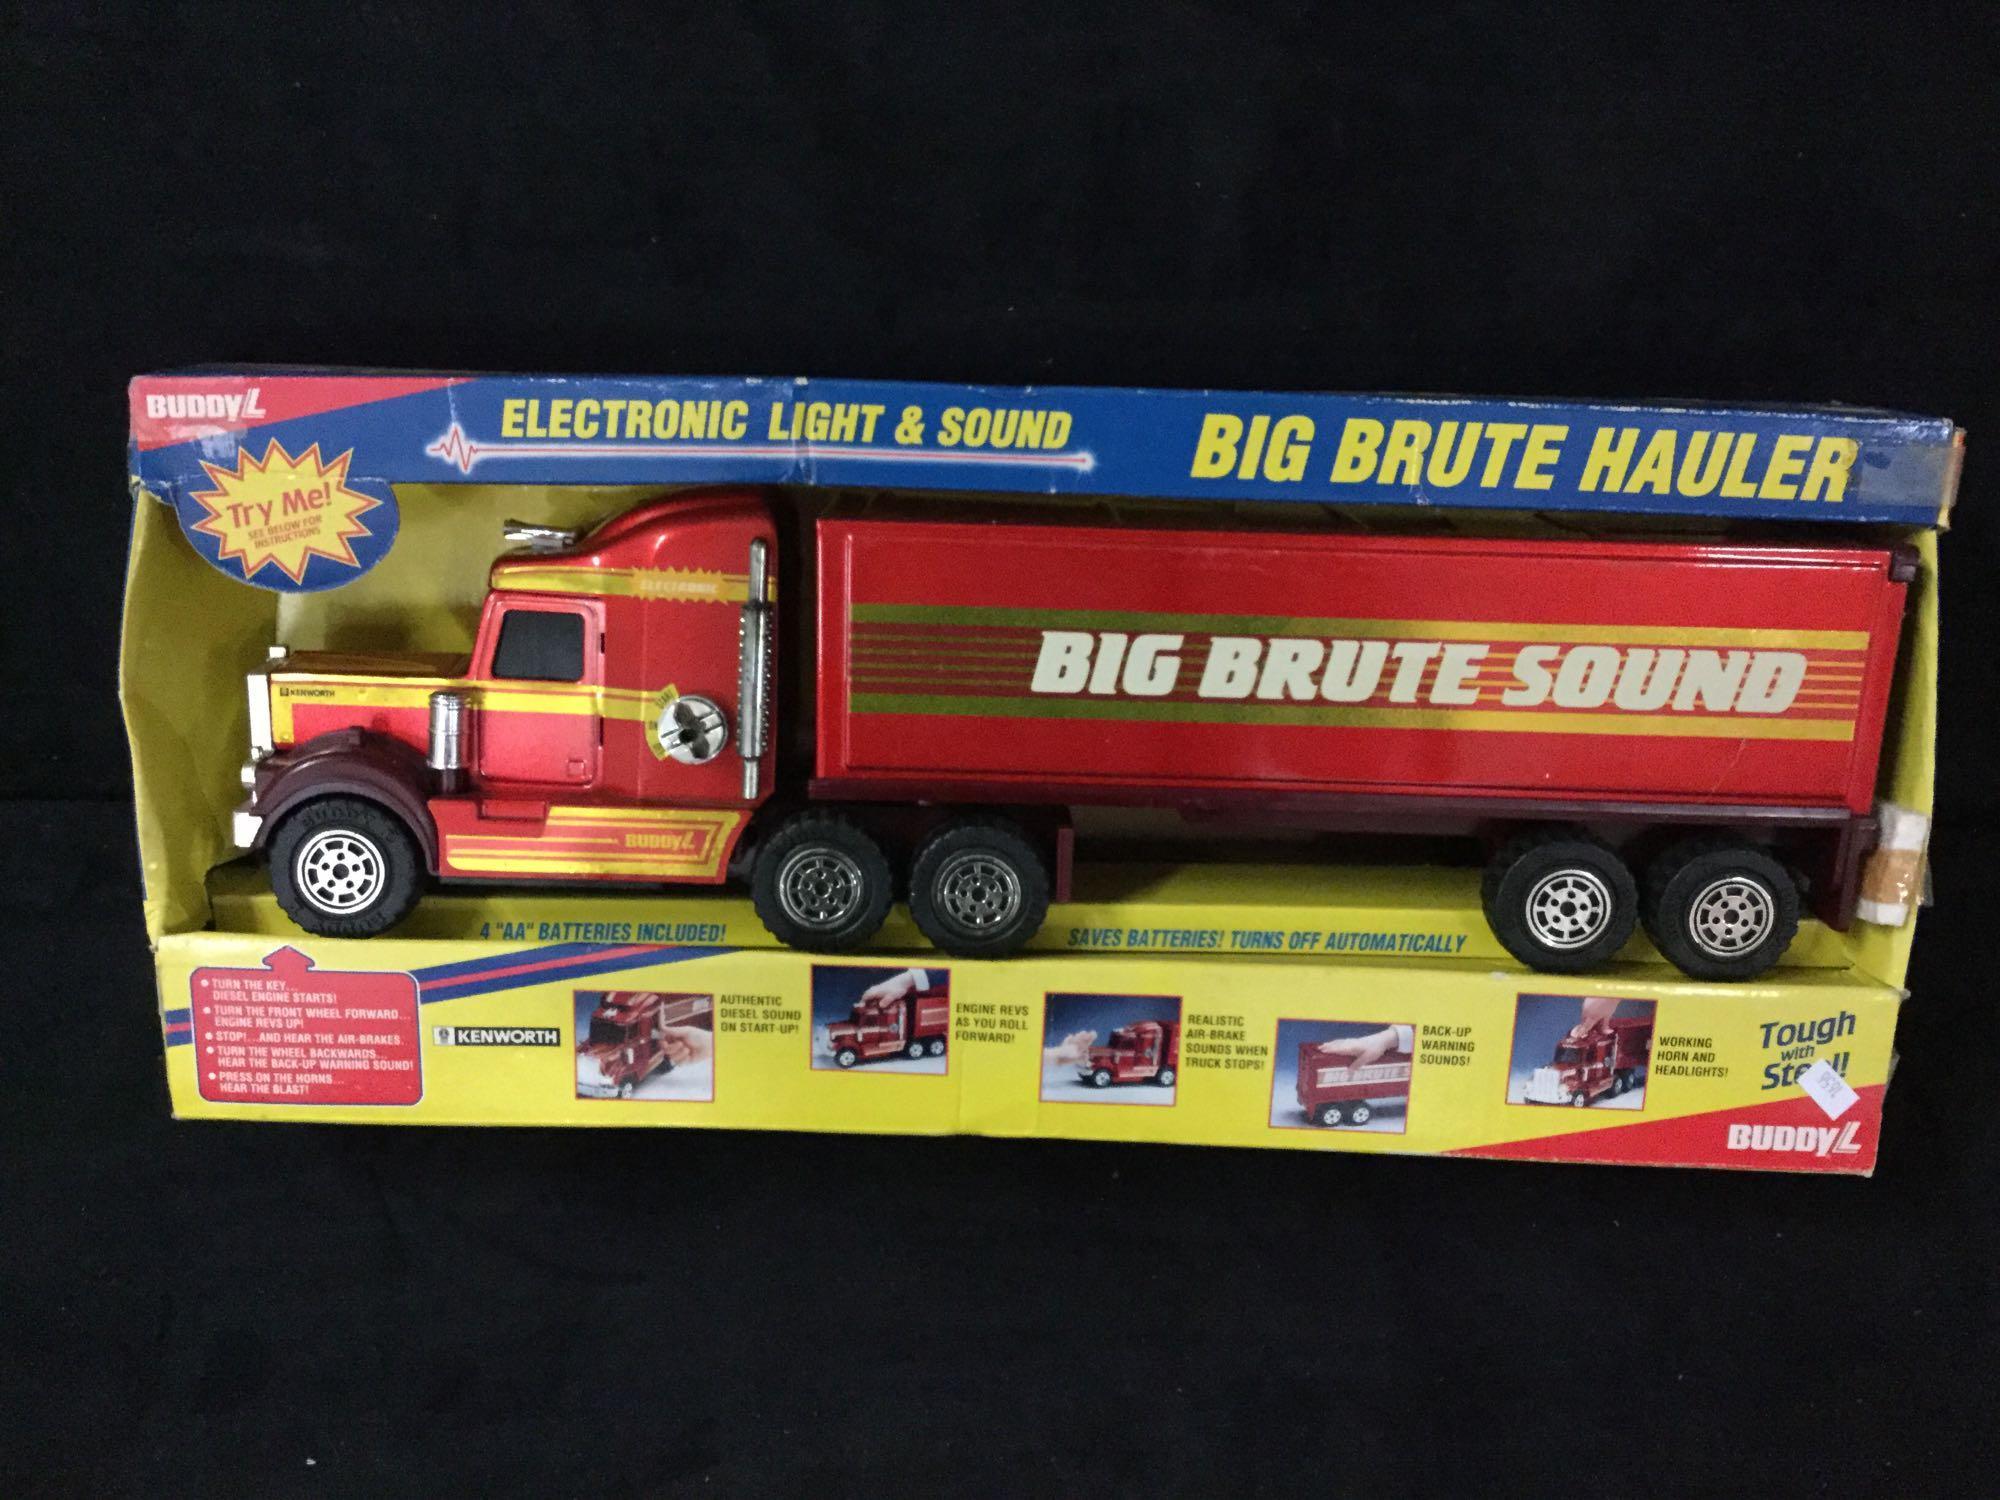 BUDDY L
ELECTRONIC LIGHT & SOUND
BIG BRUTE HAULER
Try Me!
SEE BELOW FOR
INSTRUCTIONS
ELECTRONIC
KENWORTH
START
ON
BIG BRUTE SOUND
BUDDY L
4 "AA" BATTERIES INCLUDED!
SAVES BATTERIES! TURNS OFF AUTOMATICALLY
• TURN THE KEY...
DIESEL ENGINE STARTS!
• TURN THE FRONT WHEEL FORWARD...
ENGINE REVS UP!
• STOP!...AND HEAR THE AIR-BRAKES.
• TURN THE WHEEL BACKWARDS...
HEAR THE BACK-UP WARNING SOUND!
• PRESS ON THE HORNS...
HEAR THE BLAST!
KENWORTH
AUTHENTIC
DIESEL SOUND
ON START-UP!
ENGINE REVS
AS YOU ROLL
FORWARD!
REALISTIC
AIR-BRAKE
SOUNDS WHEN
TRUCK STOPS!
BIG BRUTE S
BACK-UP
WARNING
SOUNDS!
WORKING
HORN AND
HEADLIGHTS!
Tough
with
BUDDY L